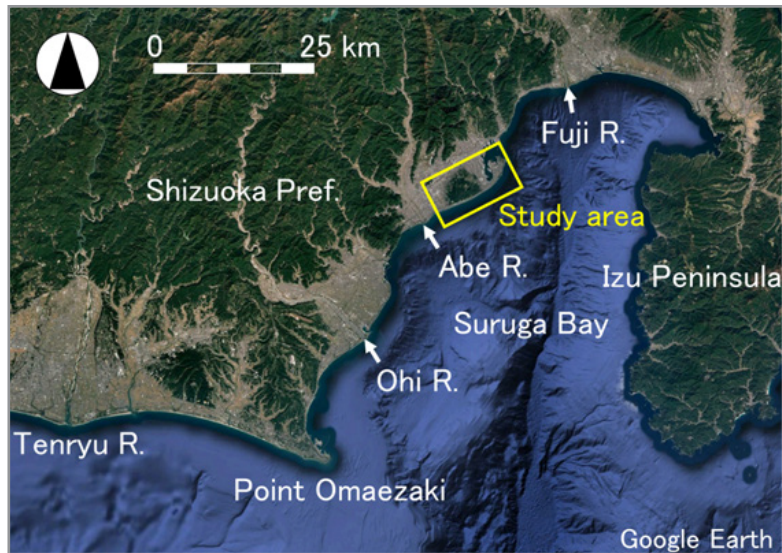 0 25 km
Fuji R.
Shizuoka Pref.
Study area
Abe R.
Izu Peninsula
Suruga Bay
Ohi R.
Tenryu R.
Point Omaezaki
Google Earth